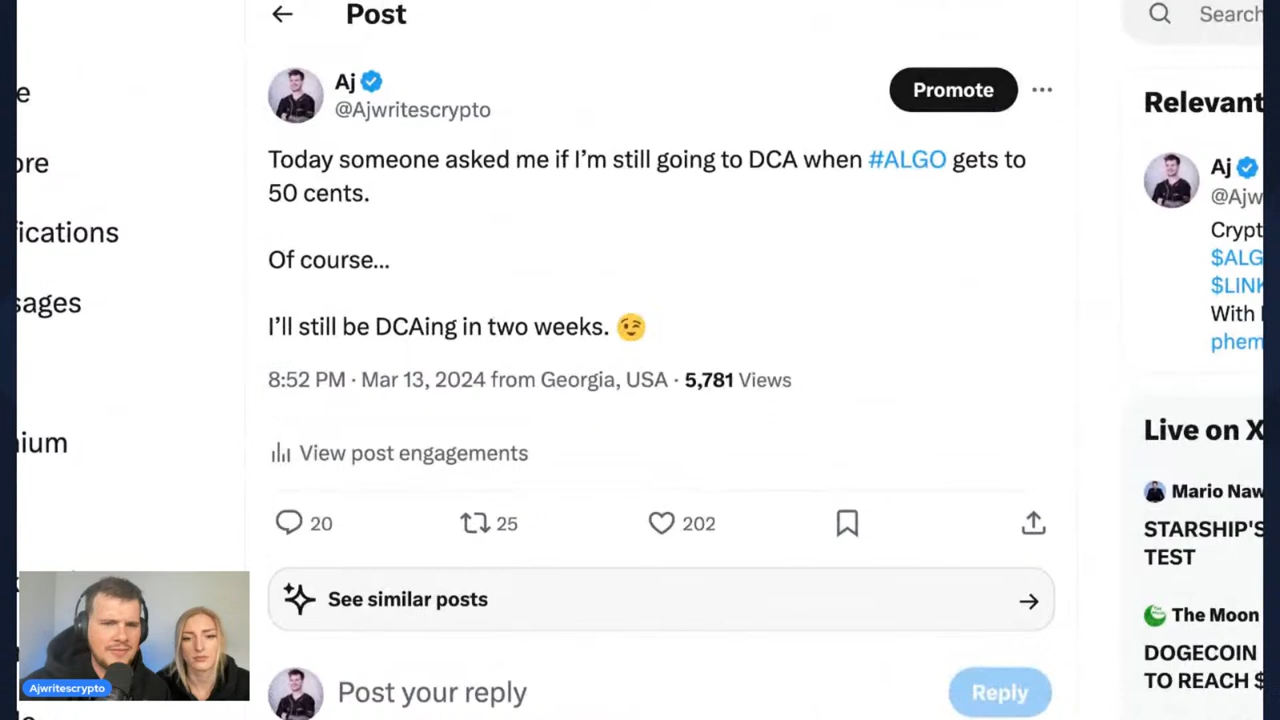 Post
Search
Aj
@Ajwritescrypto
Promote
Today someone asked me if I’m still going to DCA when #ALGO gets to
50 cents.
Of course...
I’ll still be DCAing in two weeks. 😉
8:52 PM · Mar 13, 2024 from Georgia, USA · 5,781 Views
View post engagements
20
25
202
See similar posts
Post your reply
Reply
e
ore
fications
sages
nium
Relevant
Aj
@Ajw
Crypt
$ALG
$LINK
With
phem
Live on X
Mario Naw
STARSHIP'S
TEST
The Moon
DOGECOIN
TO REACH $
Ajwritescrypto